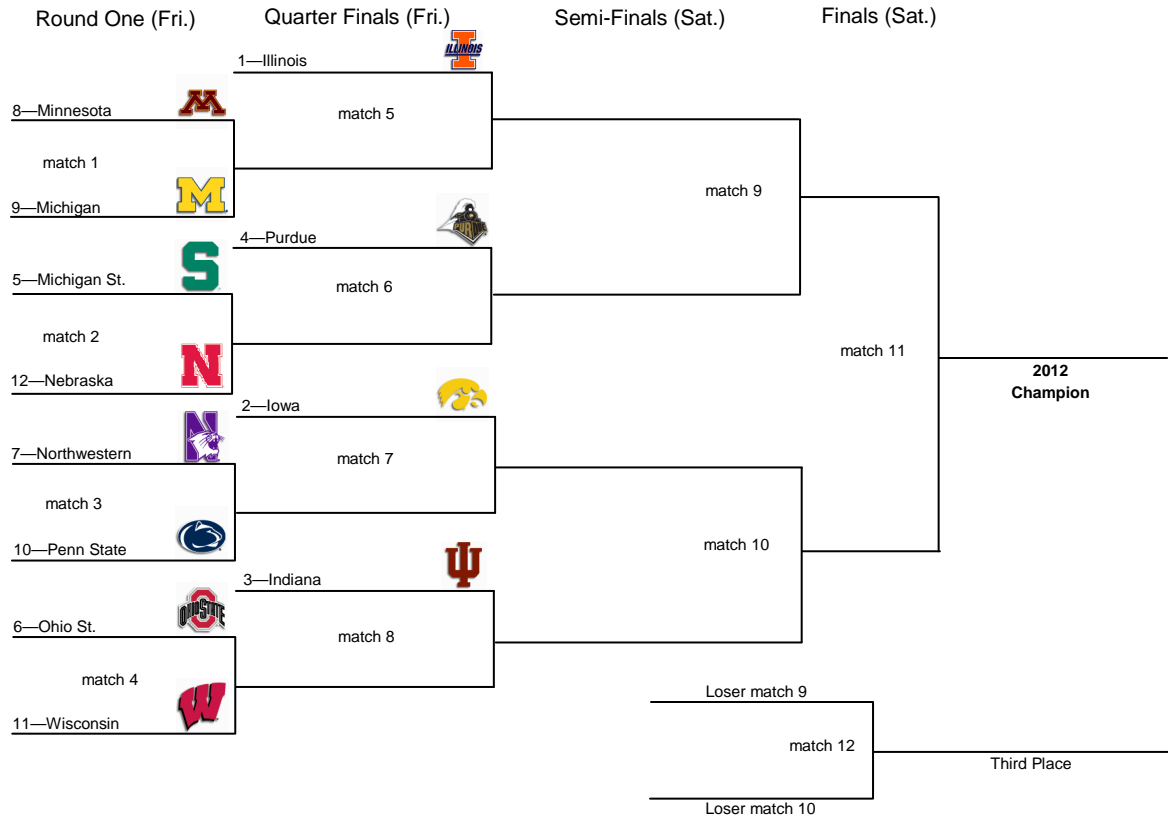 Round One (Fri.)
Quarter Finals (Fri.)
Semi-Finals (Sat.)
Finals (Sat.)
1—Illinois
ILLINOIS
8—Minnesota
match 5
match 1
match 9
9—Michigan
4—Purdue
PURDUE
5—Michigan St.
match 6
match 2
match 11
12—Nebraska
2012
Champion
2—Iowa
7—Northwestern
match 7
match 3
10—Penn State
match 10
3—Indiana
6—Ohio St.
OHIO STATE
match 8
match 4
11—Wisconsin
Loser match 9
match 12
Third Place
Loser match 10